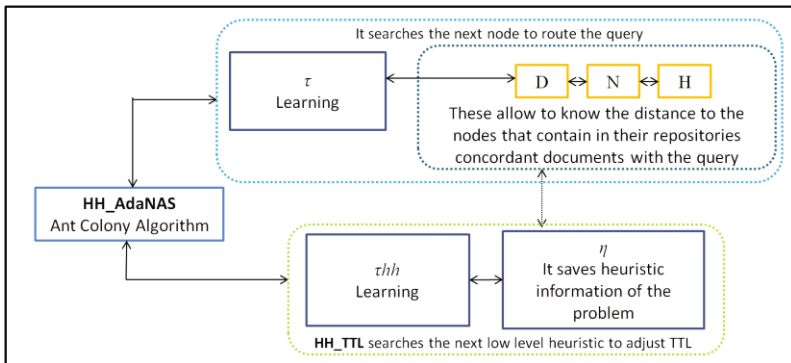 It searches the next node to route the query
τ
Learning
D
N
H
These allow to know the distance to the
nodes that contain in their repositories
concordant documents with the query
HH_AdaNAS
Ant Colony Algorithm
τhh
Learning
η
It saves heuristic
information of the
problem
HH_TTL searches the next low level heuristic to adjust TTL